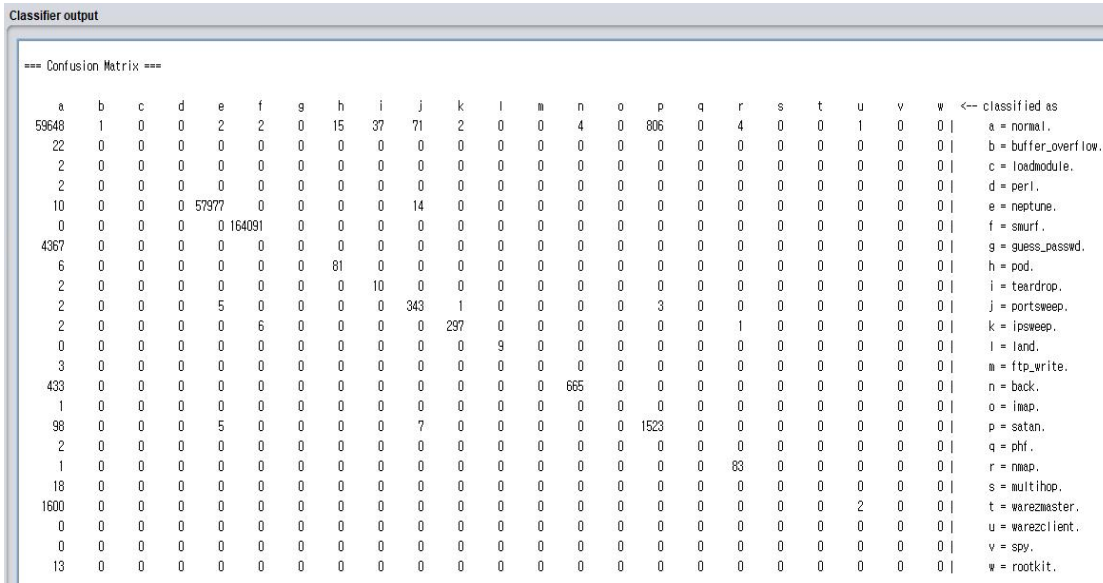 Classifier output
=== Confusion Matrix ===
a b c d e f g h i j k l m n o p q r s t u v w <-- classified as
59648 1 0 0 2 2 0 15 37 71 2 0 0 4 0 806 0 4 0 0 1 0 0 | a = normal.
22 0 0 0 0 0 0 0 0 0 0 0 0 0 0 0 0 0 0 0 0 0 0 | b = buffer_overflow.
2 0 0 0 0 0 0 0 0 0 0 0 0 0 0 0 0 0 0 0 0 0 0 | c = loadmodule.
2 0 0 0 0 0 0 0 0 0 0 0 0 0 0 0 0 0 0 0 0 0 0 | d = perl.
10 0 0 0 57977 0 0 0 0 14 0 0 0 0 0 0 0 0 0 0 0 0 0 | e = neptune.
0 0 0 0 0 164091 0 0 0 0 0 0 0 0 0 0 0 0 0 0 0 0 0 | f = smurf.
4367 0 0 0 0 0 0 0 0 0 0 0 0 0 0 0 0 0 0 0 0 0 0 | g = guess_passwd.
6 0 0 0 0 0 0 81 0 0 0 0 0 0 0 0 0 0 0 0 0 0 0 | h = pod.
2 0 0 0 0 0 0 0 10 0 0 0 0 0 0 0 0 0 0 0 0 0 0 | i = teardrop.
2 0 0 0 5 0 0 0 0 343 1 0 0 0 0 3 0 0 0 0 0 0 0 | j = portsweep.
2 0 0 0 0 6 0 0 0 0 297 0 0 0 0 0 0 1 0 0 0 0 0 | k = ipsweep.
0 0 0 0 0 0 0 0 0 0 0 9 0 0 0 0 0 0 0 0 0 0 0 | l = land.
3 0 0 0 0 0 0 0 0 0 0 0 0 0 0 0 0 0 0 0 0 0 0 | m = ftp_write.
433 0 0 0 0 0 0 0 0 0 0 0 0 665 0 0 0 0 0 0 0 0 0 | n = back.
1 0 0 0 0 0 0 0 0 0 0 0 0 0 0 0 0 0 0 0 0 0 0 | o = imap.
98 0 0 0 5 0 0 0 0 7 0 0 0 0 0 1523 0 0 0 0 0 0 0 | p = satan.
2 0 0 0 0 0 0 0 0 0 0 0 0 0 0 0 0 0 0 0 0 0 0 | q = phf.
1 0 0 0 0 0 0 0 0 0 0 0 0 0 0 0 0 83 0 0 0 0 0 | r = nmap.
18 0 0 0 0 0 0 0 0 0 0 0 0 0 0 0 0 0 0 0 0 0 0 | s = multihop.
1600 0 0 0 0 0 0 0 0 0 0 0 0 0 0 0 0 0 0 0 2 0 0 | t = warezmaster.
0 0 0 0 0 0 0 0 0 0 0 0 0 0 0 0 0 0 0 0 0 0 0 | u = warezclient.
0 0 0 0 0 0 0 0 0 0 0 0 0 0 0 0 0 0 0 0 0 0 0 | v = spy.
13 0 0 0 0 0 0 0 0 0 0 0 0 0 0 0 0 0 0 0 0 0 0 | w = rootkit.